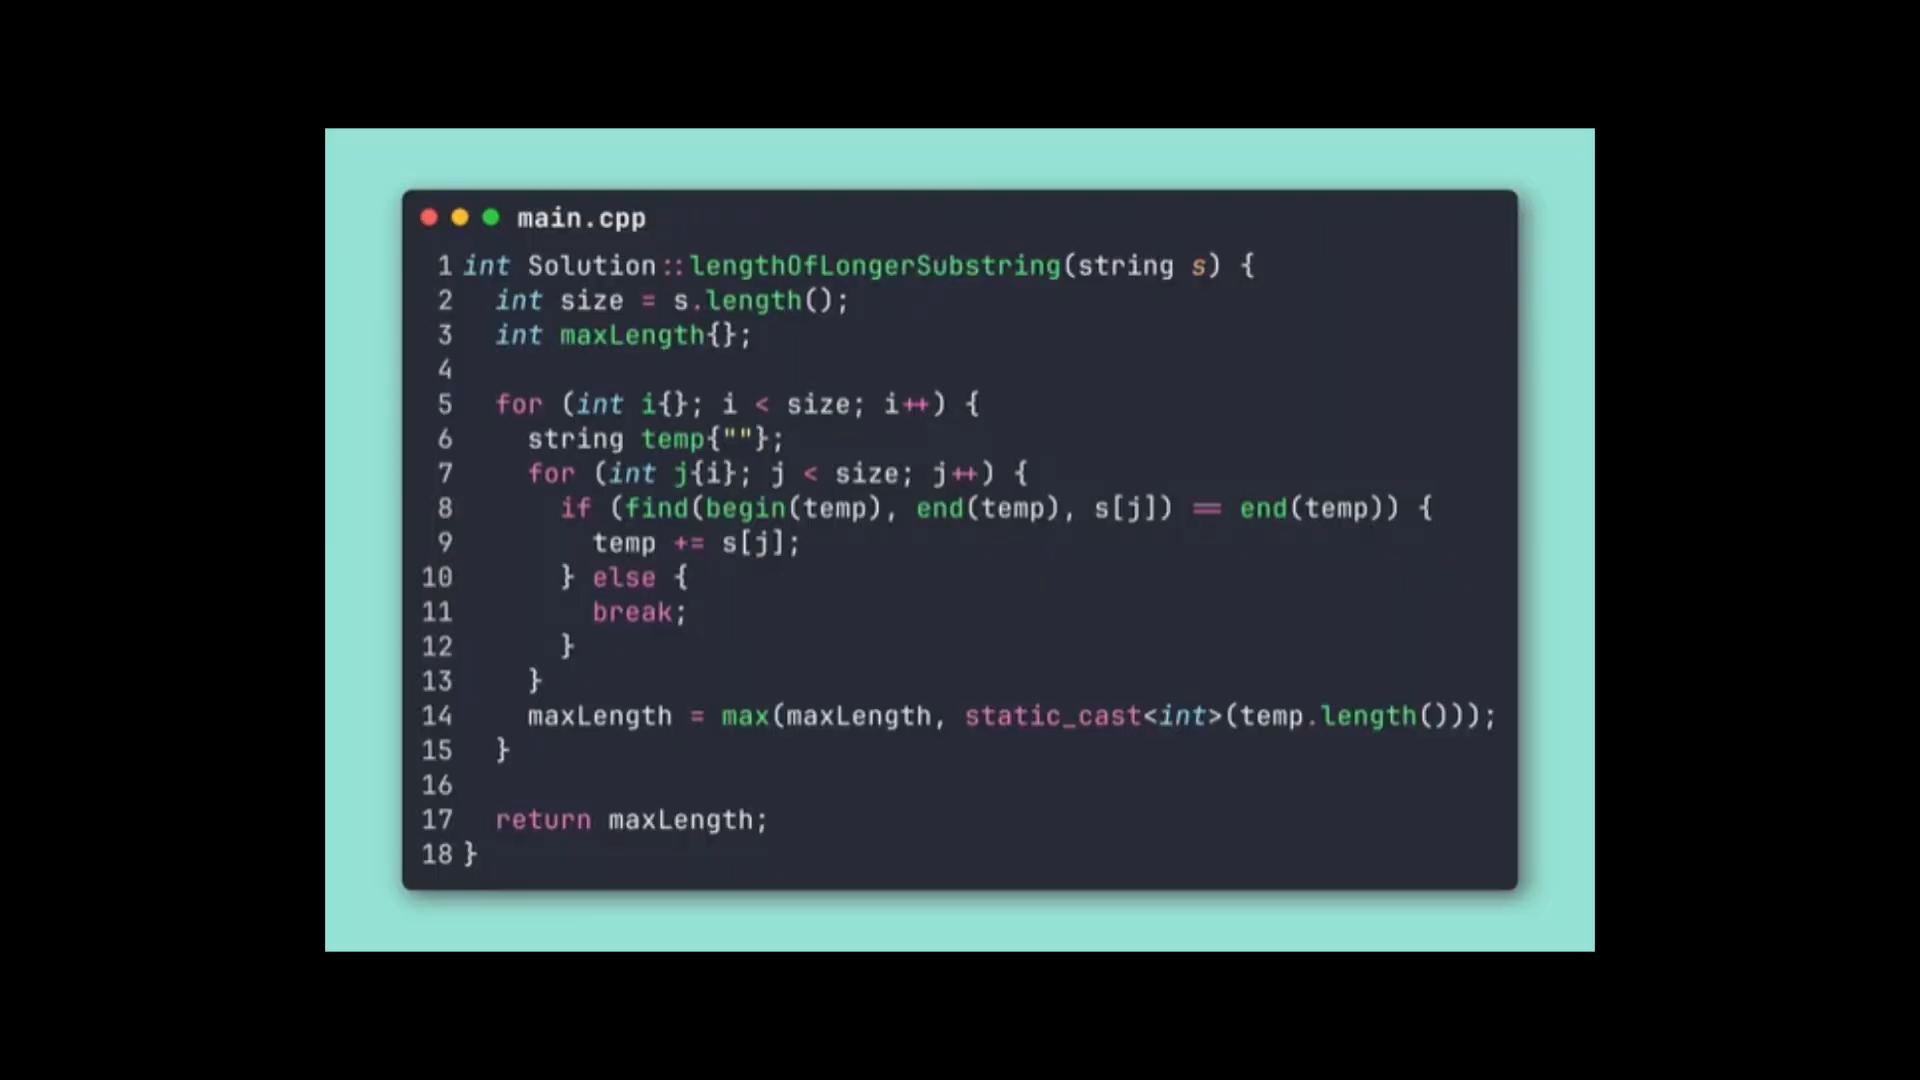 main.cpp
1 int Solution::lengthOfLongerSubstring(string s) {
2   int size = s.length();
3   int maxLength{};
4
5   for (int i{}; i < size; i++) {
6     string temp{""};
7     for (int j{i}; j < size; j++) {
8       if (find(begin(temp), end(temp), s[j]) == end(temp)) {
9         temp += s[j];
10       } else {
11         break;
12       }
13     }
14     maxLength = max(maxLength, static_cast<int>(temp.length()));
15   }
16
17   return maxLength;
18 }